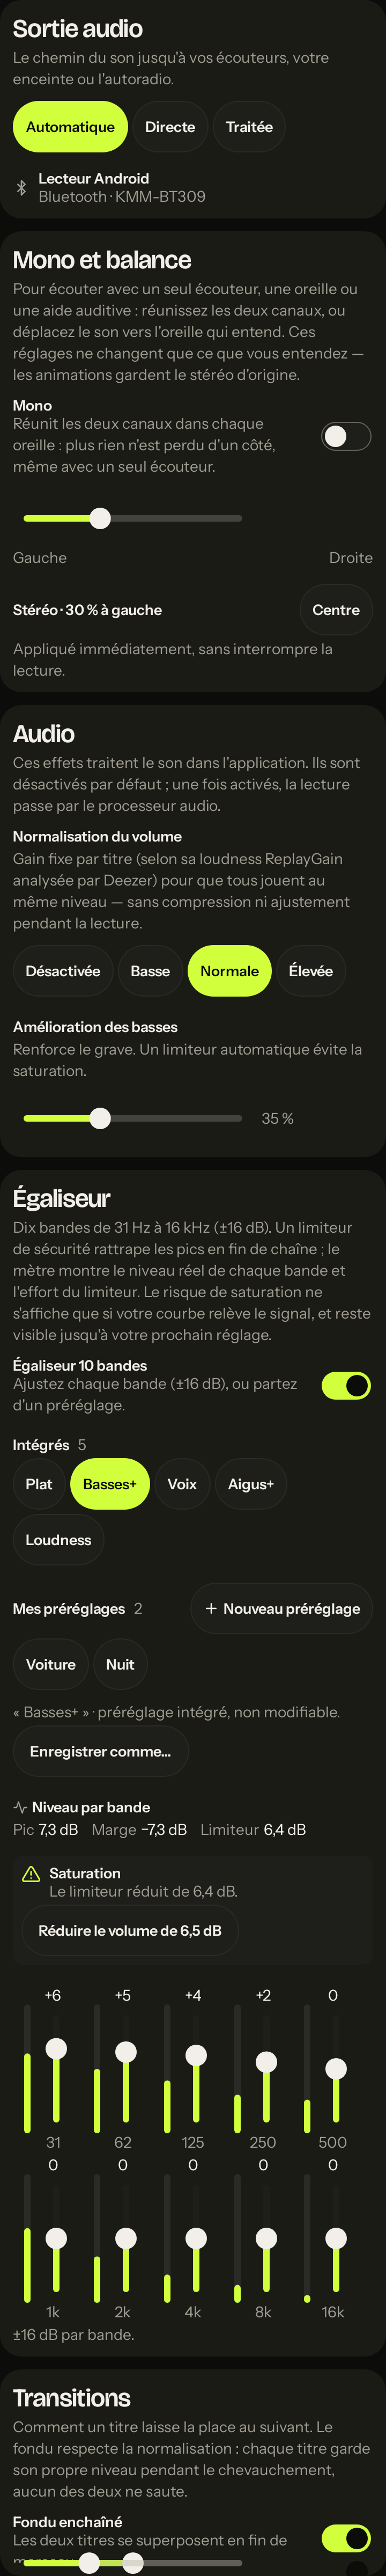 Sortie audio
Le chemin du son jusqu'à vos écouteurs, votre
enceinte ou l'autoradio.
Automatique Directe Traitée
Lecteur Android
Bluetooth · KMM-BT309
Mono et balance
Pour écouter avec un seul écouteur, une oreille ou
une aide auditive : réunissez les deux canaux, ou
déplacez le son vers l'oreille qui entend. Ces
réglages ne changent que ce que vous entendez —
les animations gardent le stéréo d'origine.
Mono
Réunit les deux canaux dans chaque
oreille : plus rien n'est perdu d'un côté,
même avec un seul écouteur.
Gauche Droite
Stéréo · 30 % à gauche Centre
Appliqué immédiatement, sans interrompre la
lecture.
Audio
Ces effets traitent le son dans l'application. Ils sont
désactivés par défaut ; une fois activés, la lecture
passe par le processeur audio.
Normalisation du volume
Gain fixe par titre (selon sa loudness ReplayGain
analysée par Deezer) pour que tous jouent au
même niveau — sans compression ni ajustement
pendant la lecture.
Désactivée Basse Normale Élevée
Amélioration des basses
Renforce le grave. Un limiteur automatique évite la
saturation.
35 %
Égaliseur
Dix bandes de 31 Hz à 16 kHz (±16 dB). Un limiteur
de sécurité rattrape les pics en fin de chaîne ; le
mètre montre le niveau réel de chaque bande et
l'effort du limiteur. Le risque de saturation ne
s'affiche que si votre courbe relève le signal, et reste
visible jusqu'à votre prochain réglage.
Égaliseur 10 bandes
Ajustez chaque bande (±16 dB), ou partez
d'un préréglage.
Intégrés 5
Plat Basses+ Voix Aigus+
Loudness
Mes préréglages 2 + Nouveau préréglage
Voiture Nuit
« Basses+ » · préréglage intégré, non modifiable.
Enregistrer comme…
Niveau par bande
Pic 7,3 dB Marge −7,3 dB Limiteur 6,4 dB
Saturation
Le limiteur réduit de 6,4 dB.
Réduire le volume de 6,5 dB
+6 +5 +4 +2 0
31 62 125 250 500
0 0 0 0 0
1k 2k 4k 8k 16k
±16 dB par bande.
Transitions
Comment un titre laisse la place au suivant. Le
fondu respecte la normalisation : chaque titre garde
son propre niveau pendant le chevauchement,
aucun des deux ne saute.
Fondu enchaîné
Les deux titres se superposent en fin de